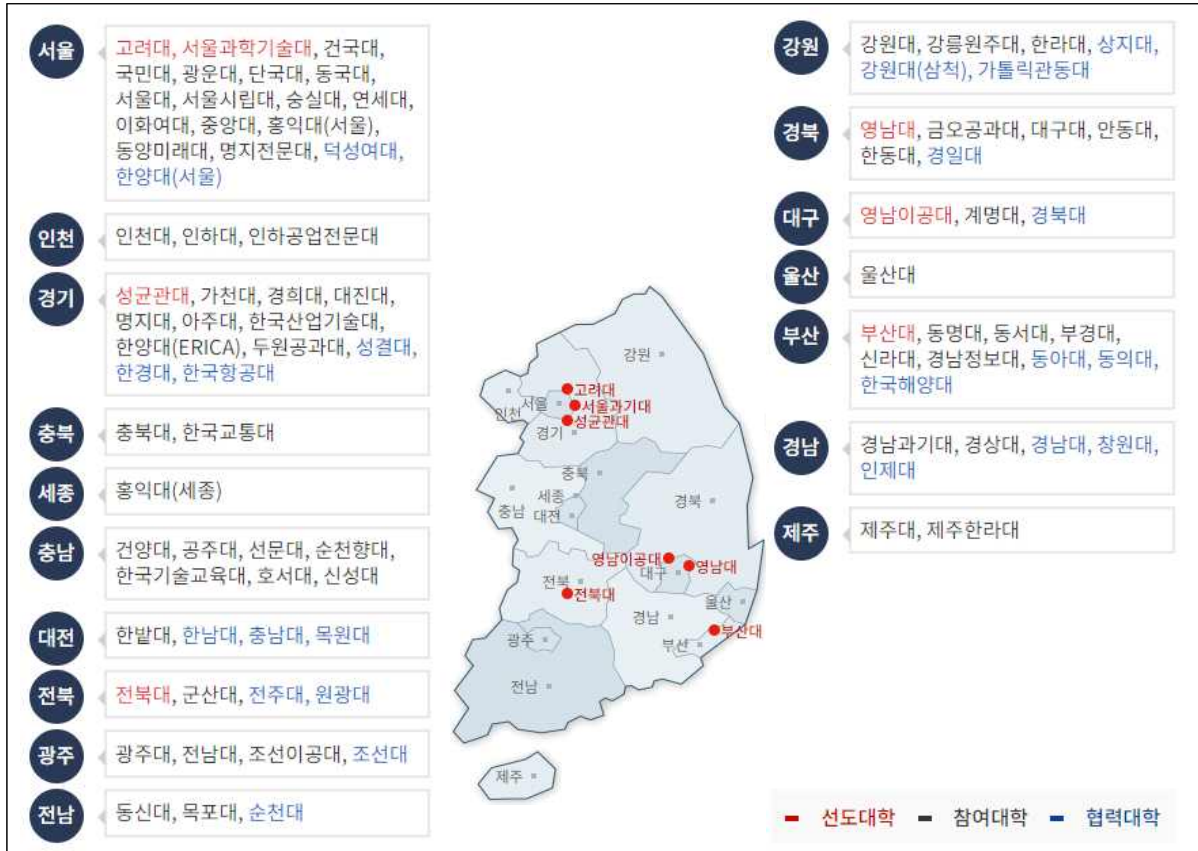 서울
고려대, 서울과학기술대, 건국대,
국민대, 광운대, 단국대, 동국대,
서울대, 서울시립대, 숭실대, 연세대,
이화여대, 중앙대, 홍익대(서울),
동양미래대, 명지전문대, 덕성여대,
한양대(서울)
인천
인천대, 인하대, 인하공업전문대
경기
성균관대, 가천대, 경희대, 대진대,
명지대, 아주대, 한국산업기술대,
한양대(ERICA), 두원공과대, 성결대,
한경대, 한국항공대
충북
충북대, 한국교통대
세종
홍익대(세종)
충남
건양대, 공주대, 선문대, 순천향대,
한국기술교육대, 호서대, 신성대
대전
한밭대, 한남대, 충남대, 목원대
전북
전북대, 군산대, 전주대, 원광대
광주
광주대, 전남대, 조선이공대, 조선대
전남
동신대, 목포대, 순천대
강원
고려대
서울
서울과기대
인천
성균관대
경기
충북
세종
경북
충남
대전
영남이공대
영남대
대구
전북
전북대
울산
경남
부산대
광주
부산
전남
제주
강원
강원대, 강릉원주대, 한라대, 상지대,
강원대(삼척), 가톨릭관동대
경북
영남대, 금오공과대, 대구대, 안동대,
한동대, 경일대
대구
영남이공대, 계명대, 경북대
울산
울산대
부산
부산대, 동명대, 동서대, 부경대,
신라대, 경남정보대, 동아대, 동의대,
한국해양대
경남
경남과기대, 경상대, 경남대, 창원대,
인제대
제주
제주대, 제주한라대
선도대학 참여대학 협력대학